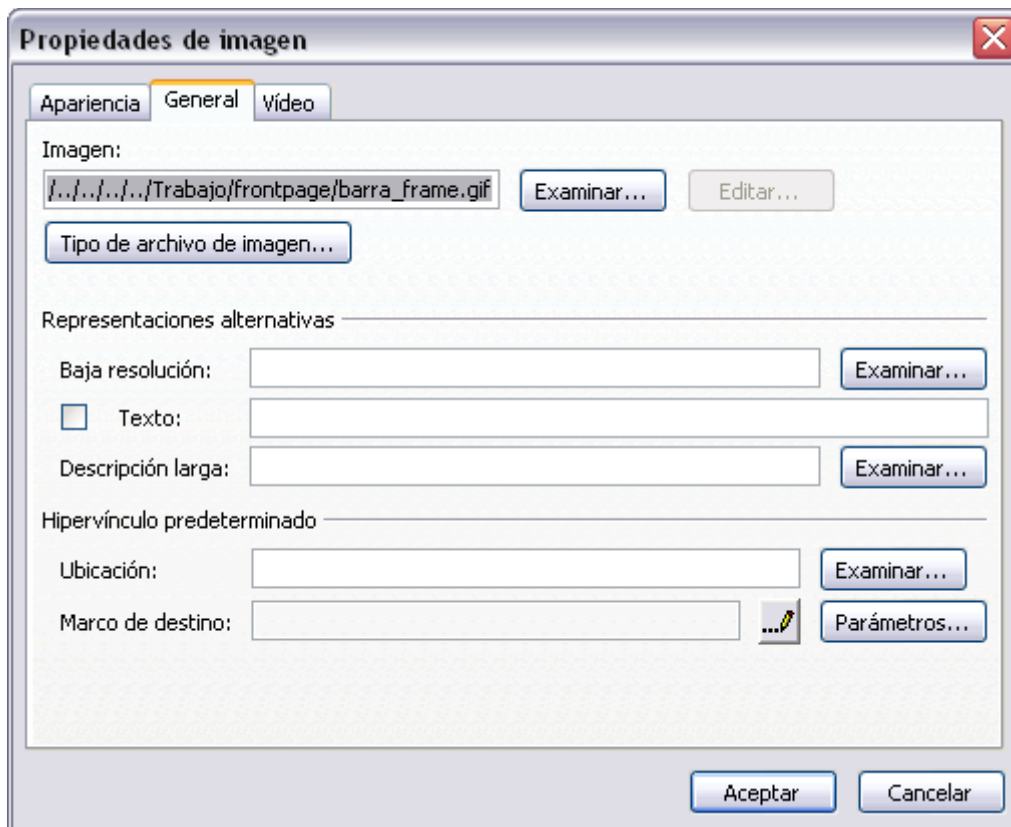 Propiedades de imagen
Apariencia General Vídeo
Imagen:
/../../../../Trabajo/frontpage/barra_frame.gif Examinar... Editar...
Tipo de archivo de imagen...
Representaciones alternativas
Baja resolución: Examinar...
Texto:
Descripción larga: Examinar...
Hipervínculo predeterminado
Ubicación: Examinar...
Marco de destino: ... Parámetros...
Aceptar Cancelar